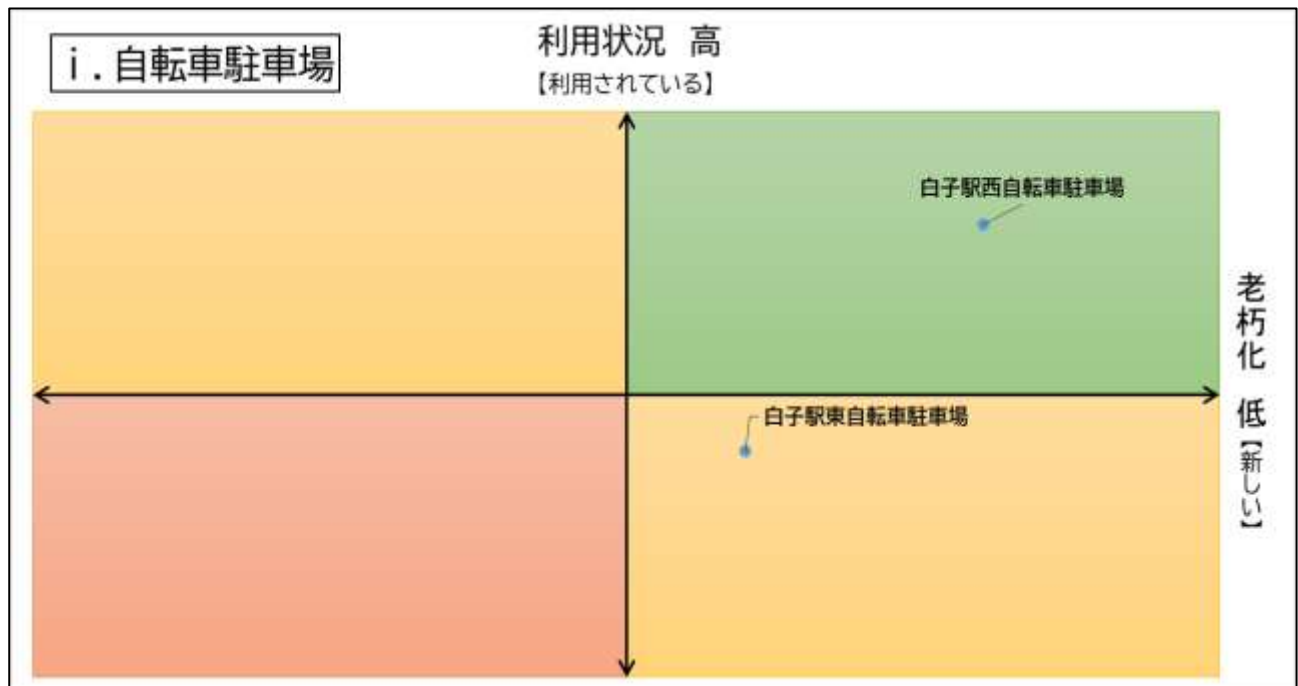 ⅰ．自転車駐車場
利用状況 高
【利用されている】
白子駅西自転車駐車場
白子駅東自転車駐車場
老朽化 低【新しい】